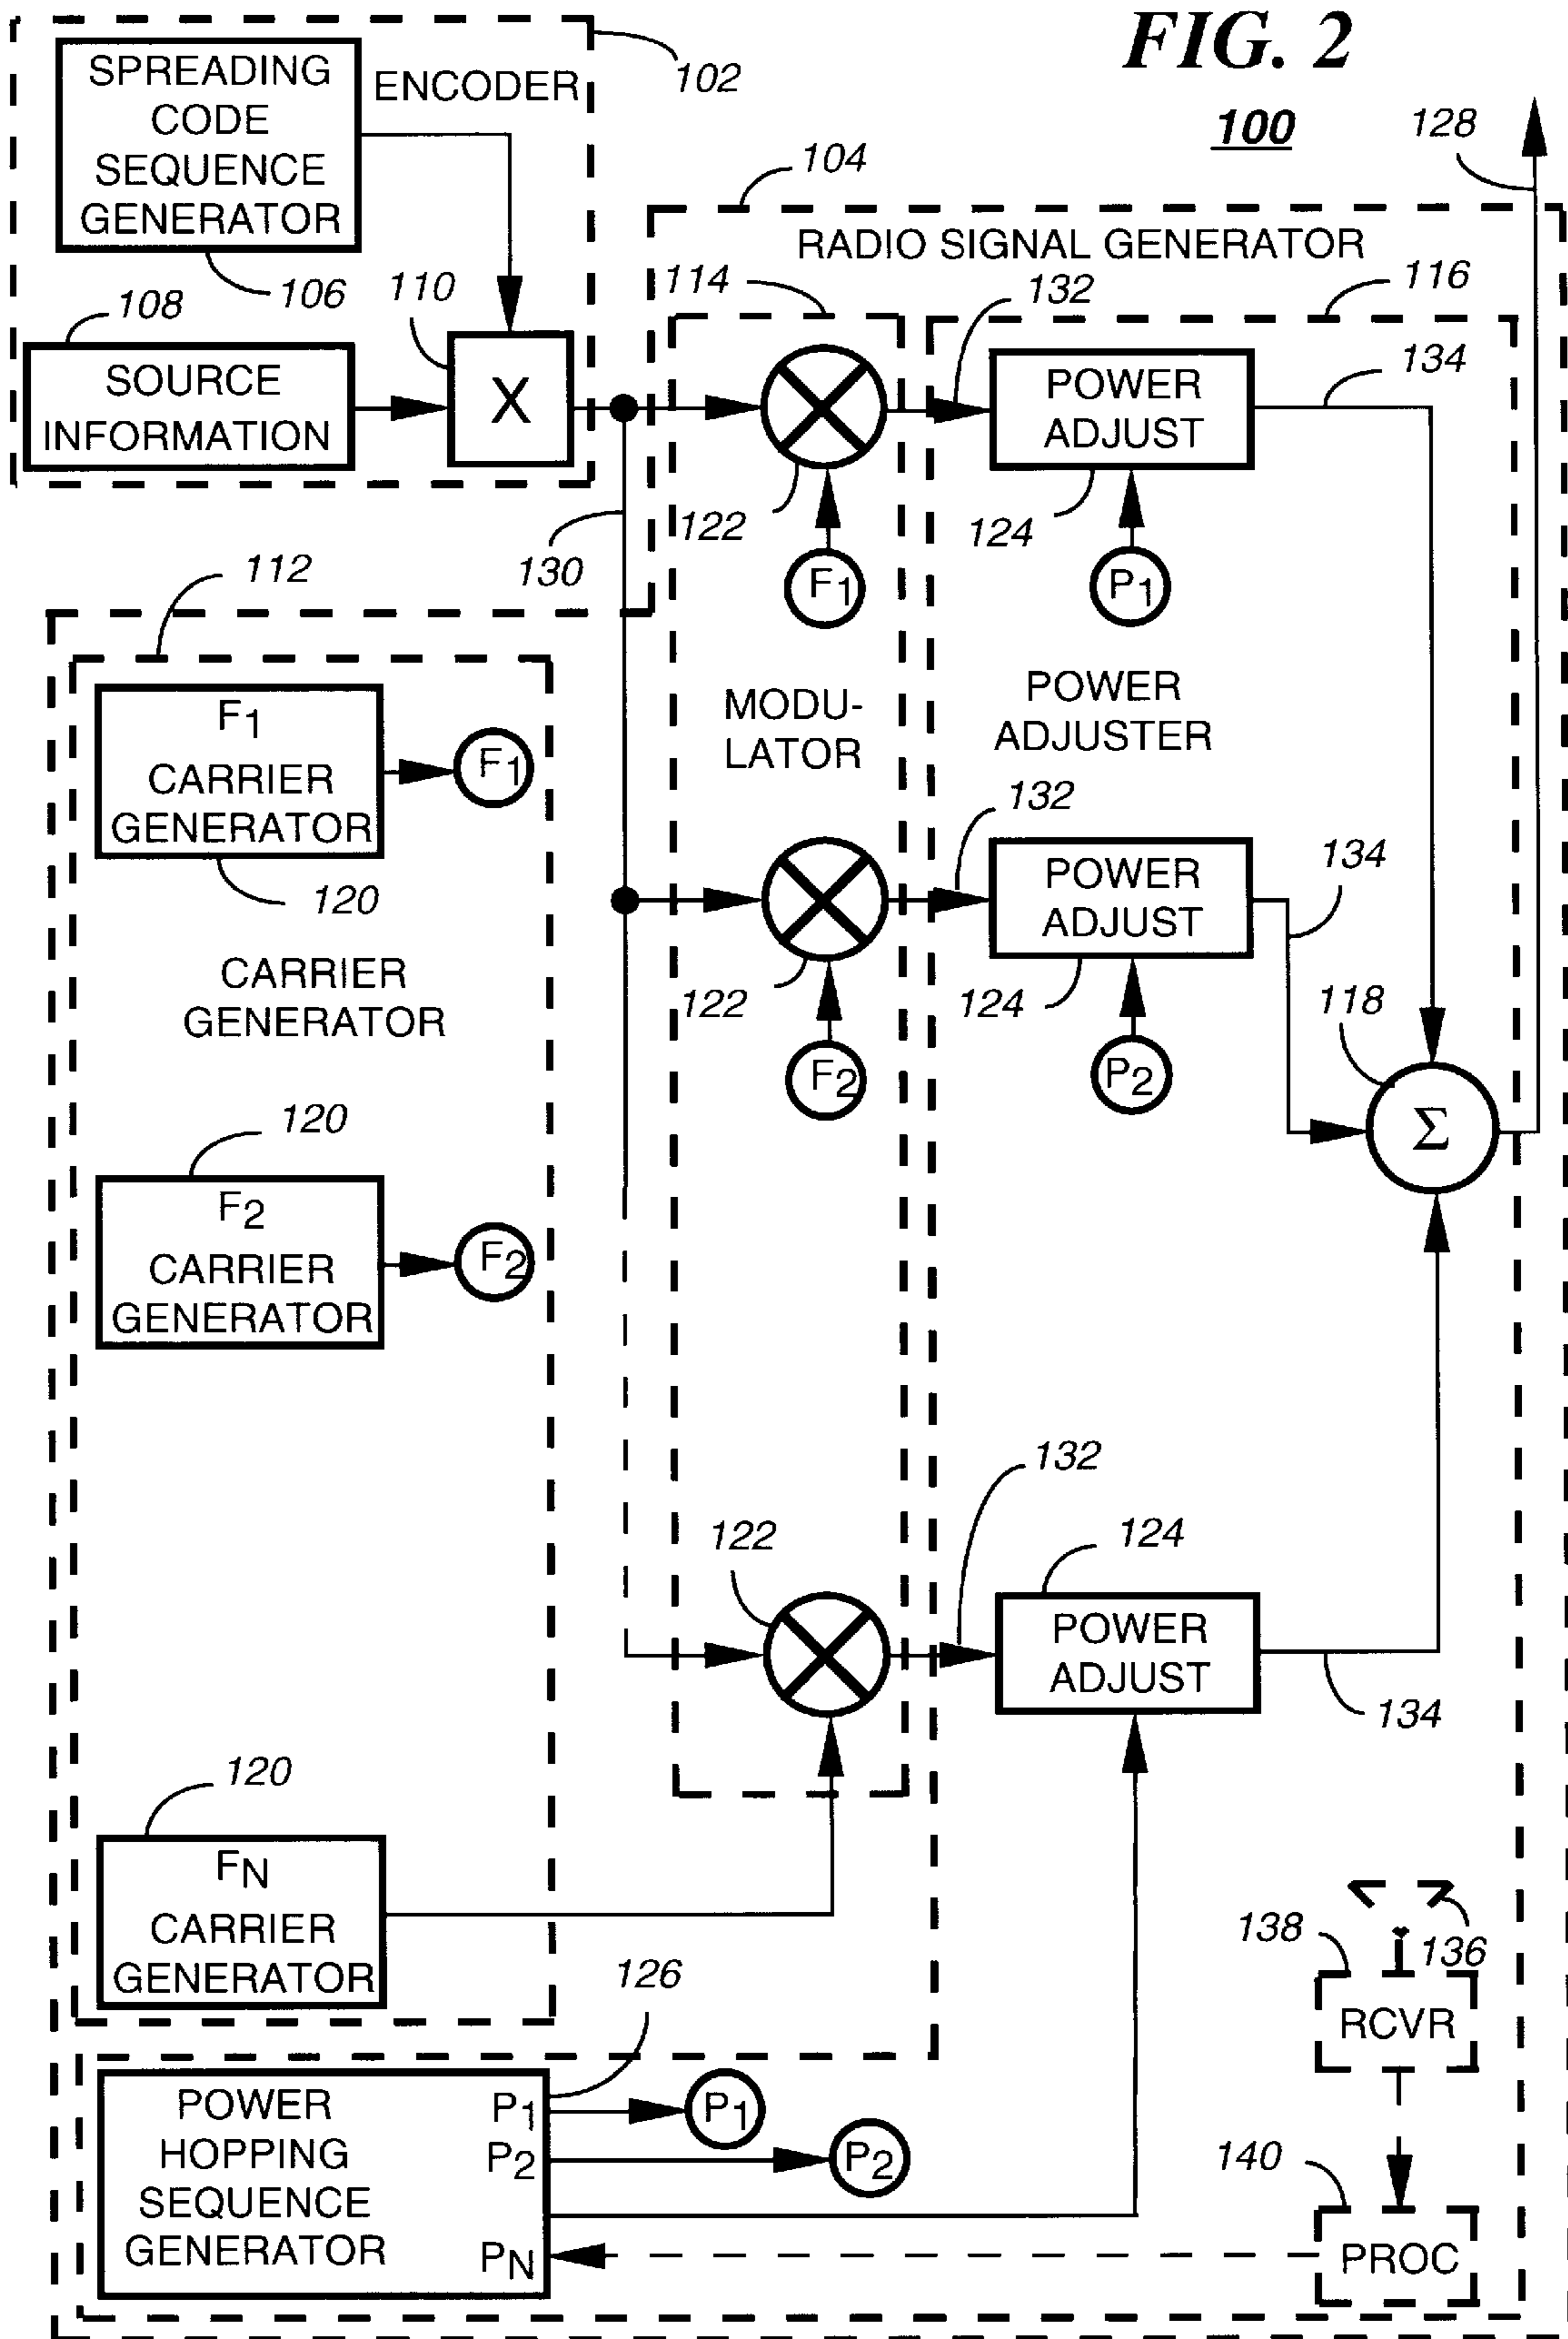 FIG. 2
100
128
102
SPREADING
CODE
SEQUENCE
GENERATOR
ENCODER
106
108
110
SOURCE
INFORMATION
X
104
RADIO SIGNAL GENERATOR
114
132
116
POWER
ADJUST
134
122
124
130
F1
P1
112
F1
CARRIER
GENERATOR
F1
120
CARRIER
GENERATOR
MODU-
LATOR
POWER
ADJUSTER
132
POWER
ADJUST
134
122
124
118
F2
P2
Σ
120
F2
CARRIER
GENERATOR
F2
132
122
124
POWER
ADJUST
134
120
FN
CARRIER
GENERATOR
126
138
136
RCVR
POWER
HOPPING
SEQUENCE
GENERATOR
P1
P2
PN
P1
P2
140
PROC